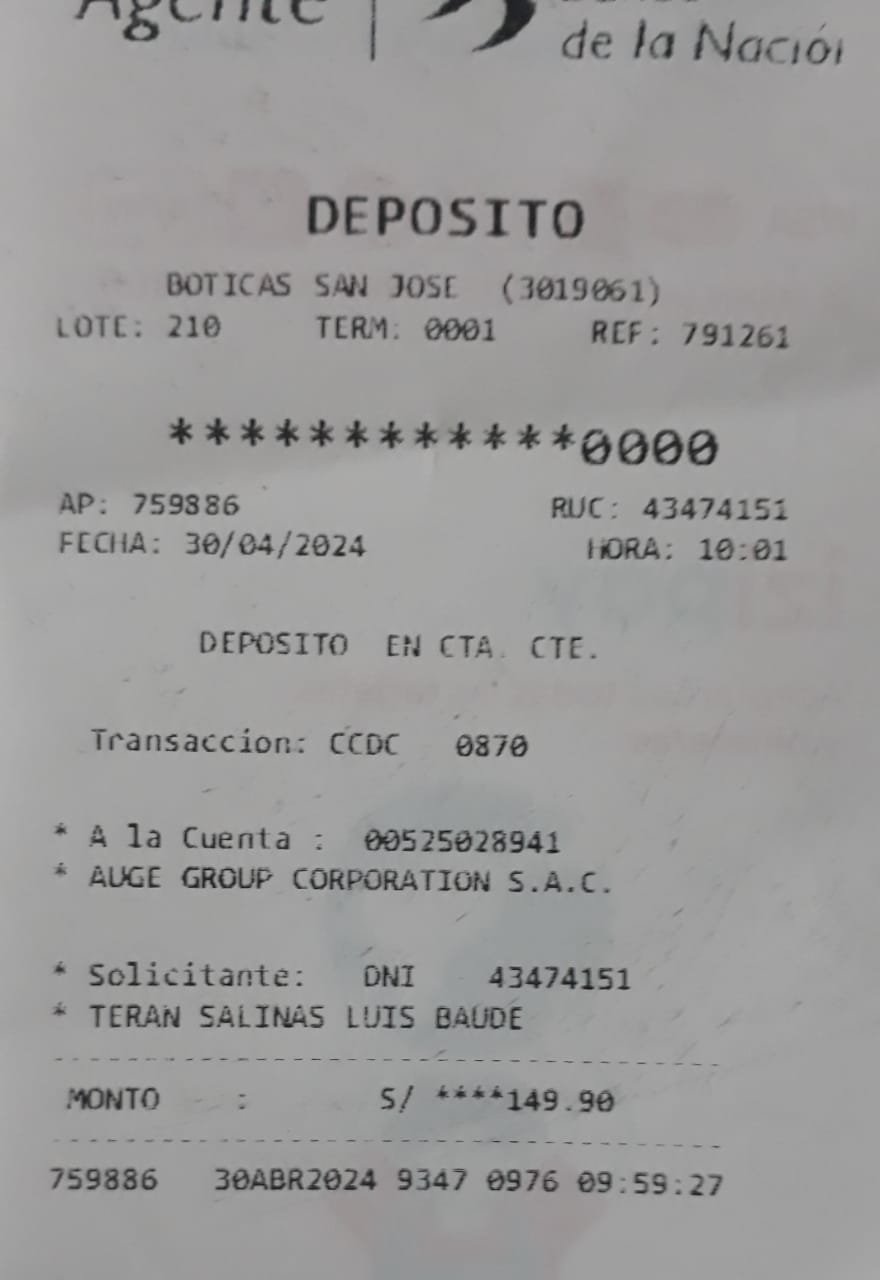 Agente
de la Nación
DEPOSITO
BOTICAS SAN JOSE (3019061)
LOTE: 210 TERM: 0001 REF: 791261
************0000
AP: 759886 RUC: 43474151
FECHA: 30/04/2024 HORA: 10:01
DEPOSITO EN CTA. CTE.
Transaccion: CCDC 0870
* A la Cuenta : 00525028941
* AUGE GROUP CORPORATION S.A.C.
* Solicitante: DNI 43474151
* TERAN SALINAS LUIS BAUDE
MONTO : S/ ****149.90
759886 30ABR2024 9347 0976 09:59:27